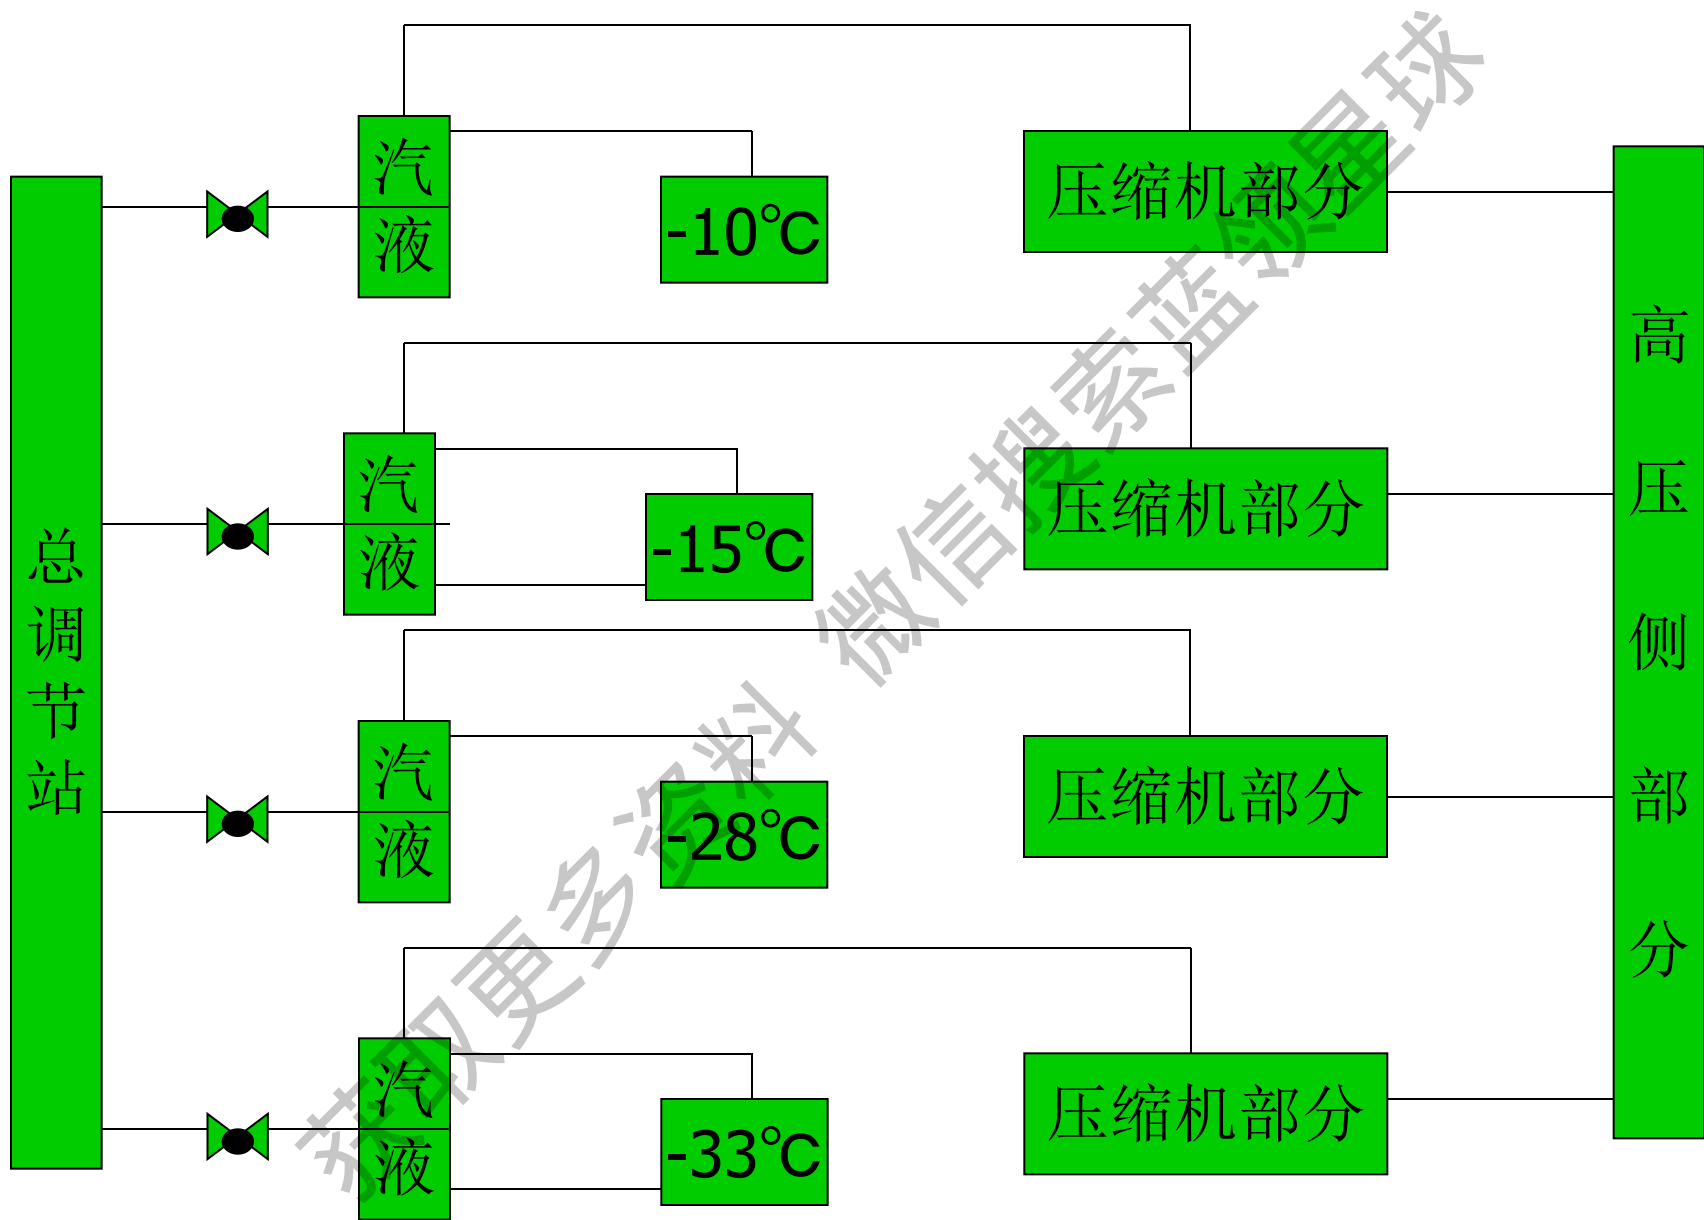 总调节站
汽
液
-10℃
压缩机部分
汽
液
-15℃
压缩机部分
汽
液
-28℃
压缩机部分
汽
液
-33℃
压缩机部分
高压侧部分
获取更多资料 微信搜索蓝领星球